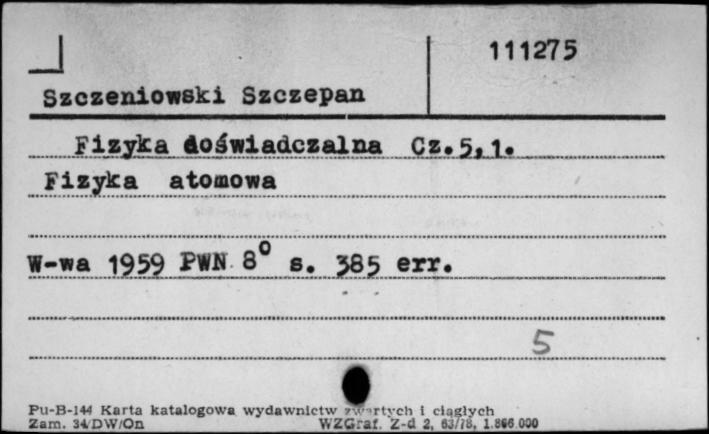 111275
Szczeniowski Szczepan
Fizyka doświadczalna Cz.5,1.
Fizyka atomowa
W-wa 1959 PWN 8° s. 385 err.
5
Pu-B-144 Karta katalogowa wydawnictw zwartych i ciągłych
Zam. 34/DW/On WZGraf. Z-d 2, 63/78, 1.866.000